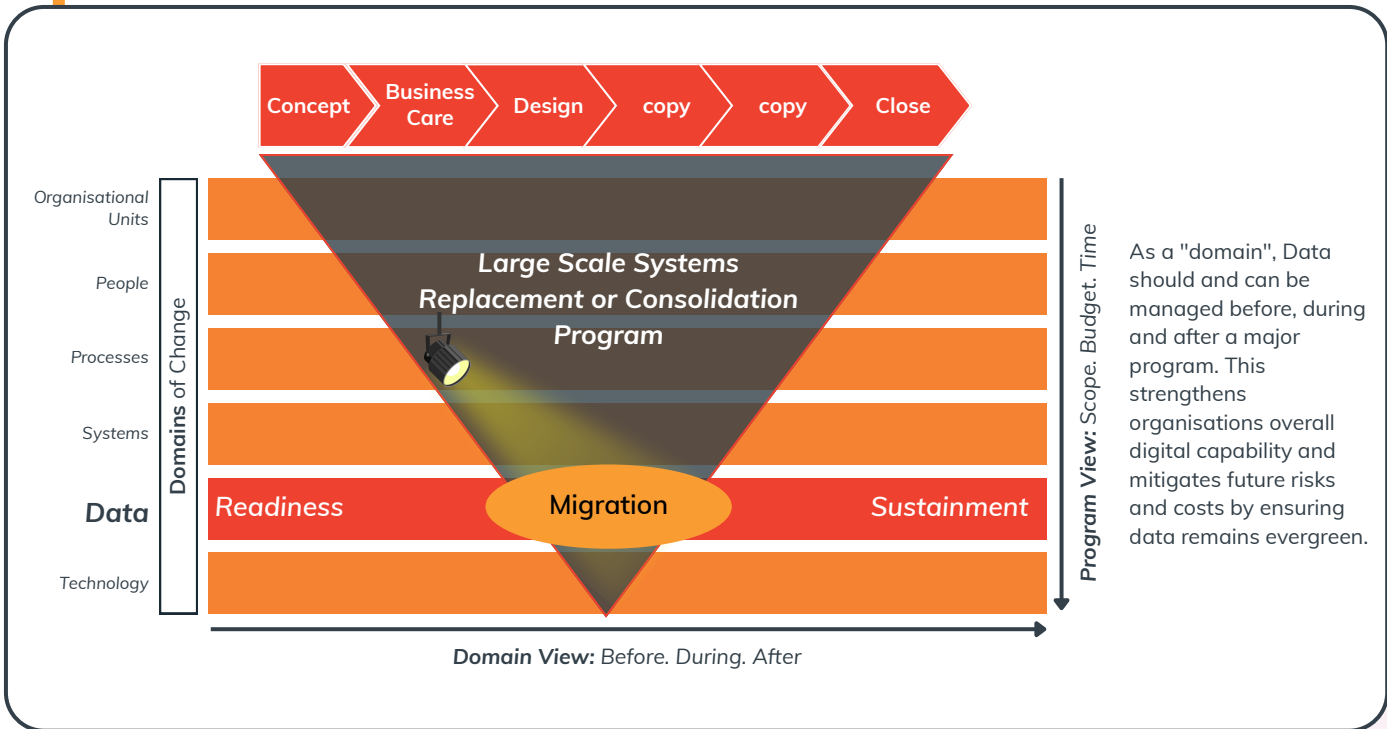 Concept
Business
Care
Design
copy
copy
Close
Organisational
Units
People
Processes
Systems
Data
Technology
Domains of Change
Large Scale Systems
Replacement or Consolidation
Program
Readiness
Migration
Sustainment
Domain View: Before. During. After
Program View: Scope. Budget. Time
As a "domain", Data
should and can be
managed before, during
and after a major
program. This
strengthens
organisations overall
digital capability and
mitigates future risks
and costs by ensuring
data remains evergreen.